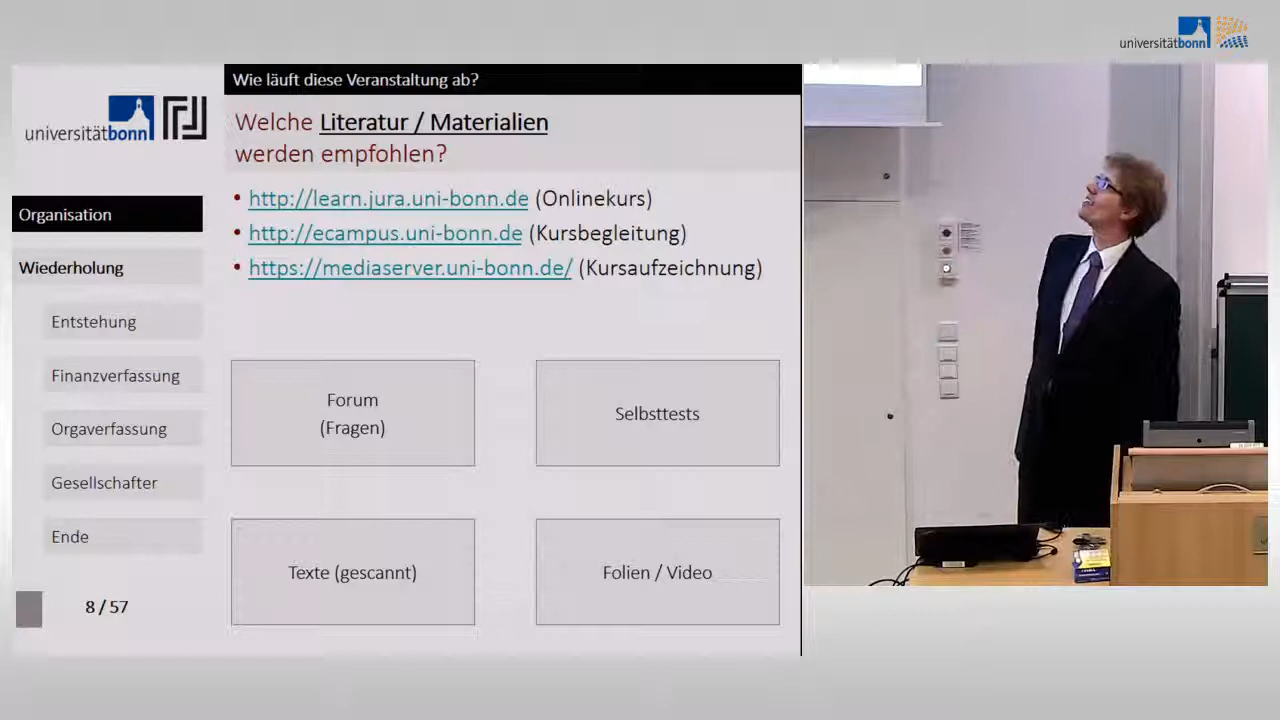 universitätbonn
Wie läuft diese Veranstaltung ab?
universitätbonn
Welche Literatur / Materialien
werden empfohlen?
Organisation
Wiederholung
Entstehung
Finanzverfassung
Orgaverfassung
Gesellschafter
Ende
8 / 57
• http://learn.jura.uni-bonn.de (Onlinekurs)
• http://ecampus.uni-bonn.de (Kursbegleitung)
• https://mediaserver.uni-bonn.de/ (Kursaufzeichnung)
Forum
(Fragen)
Selbsttests
Texte (gescannt)
Folien / Video